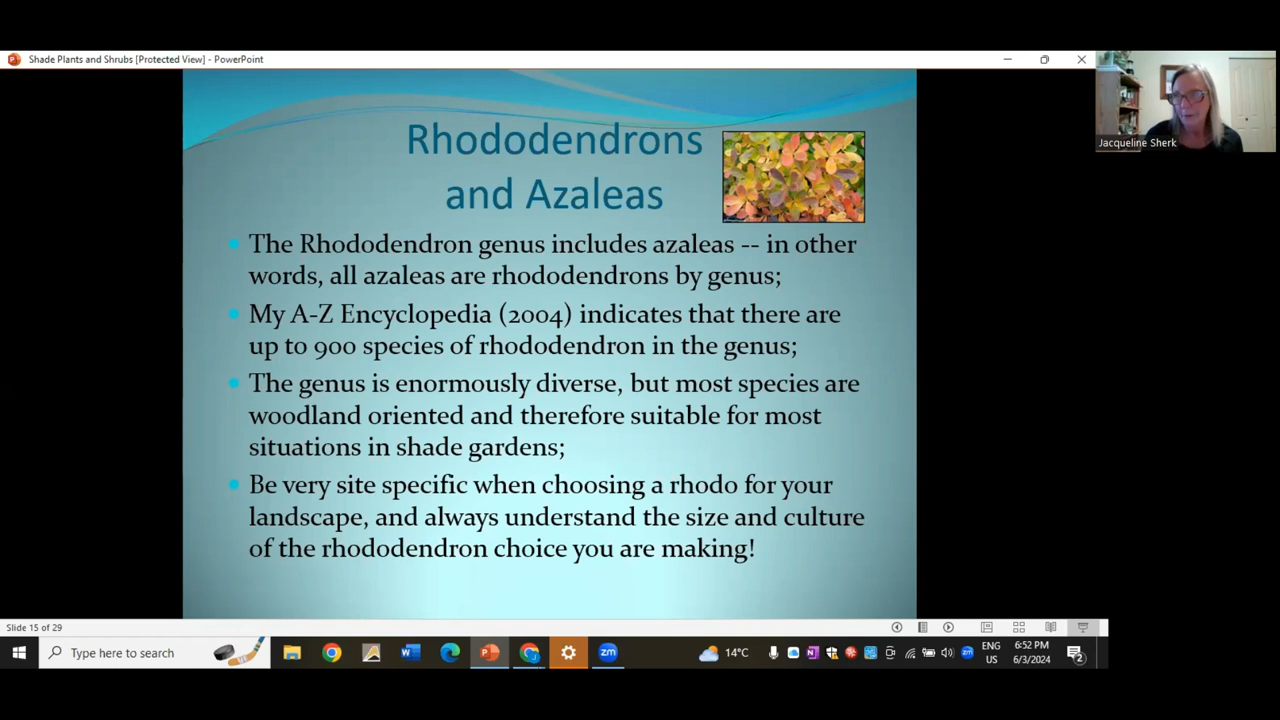 Shade Plants and Shrubs [Protected View] - PowerPoint
Jacqueline Sherk
Rhododendrons
and Azaleas
The Rhododendron genus includes azaleas -- in other
words, all azaleas are rhododendrons by genus;
My A-Z Encyclopedia (2004) indicates that there are
up to 900 species of rhododendron in the genus;
The genus is enormously diverse, but most species are
woodland oriented and therefore suitable for most
situations in shade gardens;
Be very site specific when choosing a rhodo for your
landscape, and always understand the size and culture
of the rhododendron choice you are making!
Slide 15 of 29
Type here to search
W
zm
14°C
N
zm
ENG
US
6:52 PM
6/3/2024
2